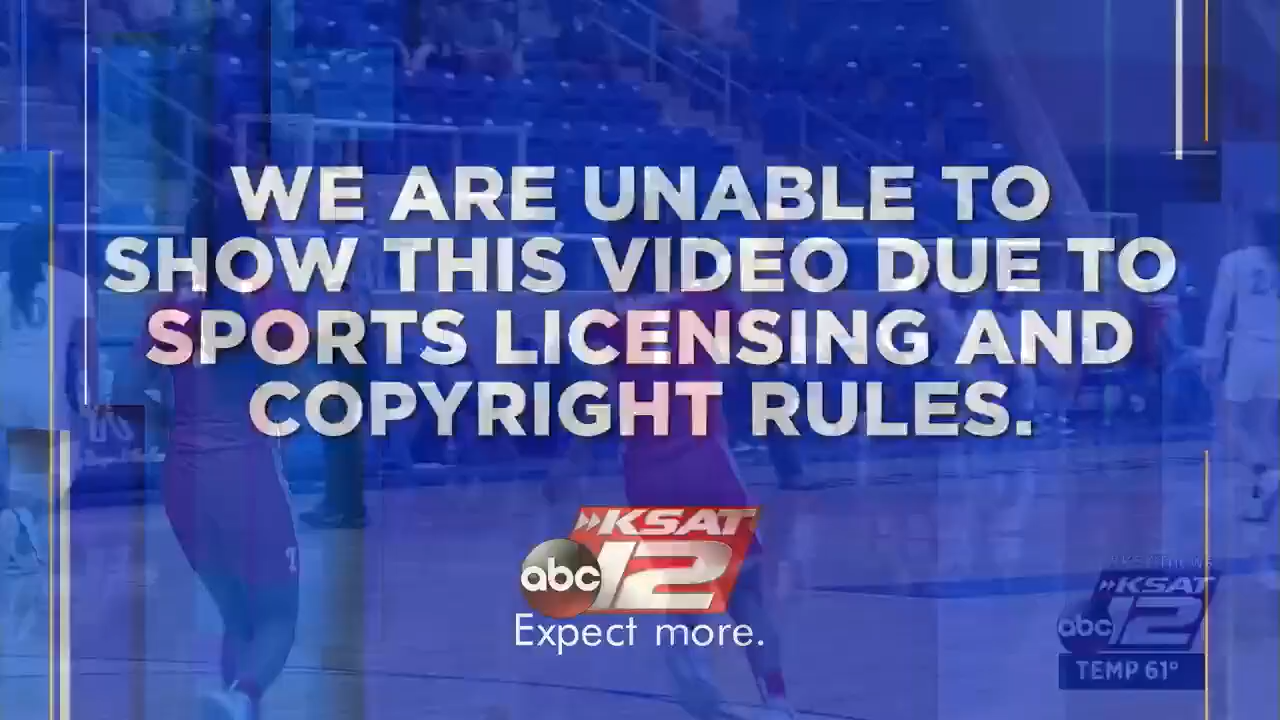 WE ARE UNABLE TO
SHOW THIS VIDEO DUE TO
SPORTS LICENSING AND
COPYRIGHT RULES.
KSAT
abc 12
Expect more.
KSAT
abc 12
TEMP 61°